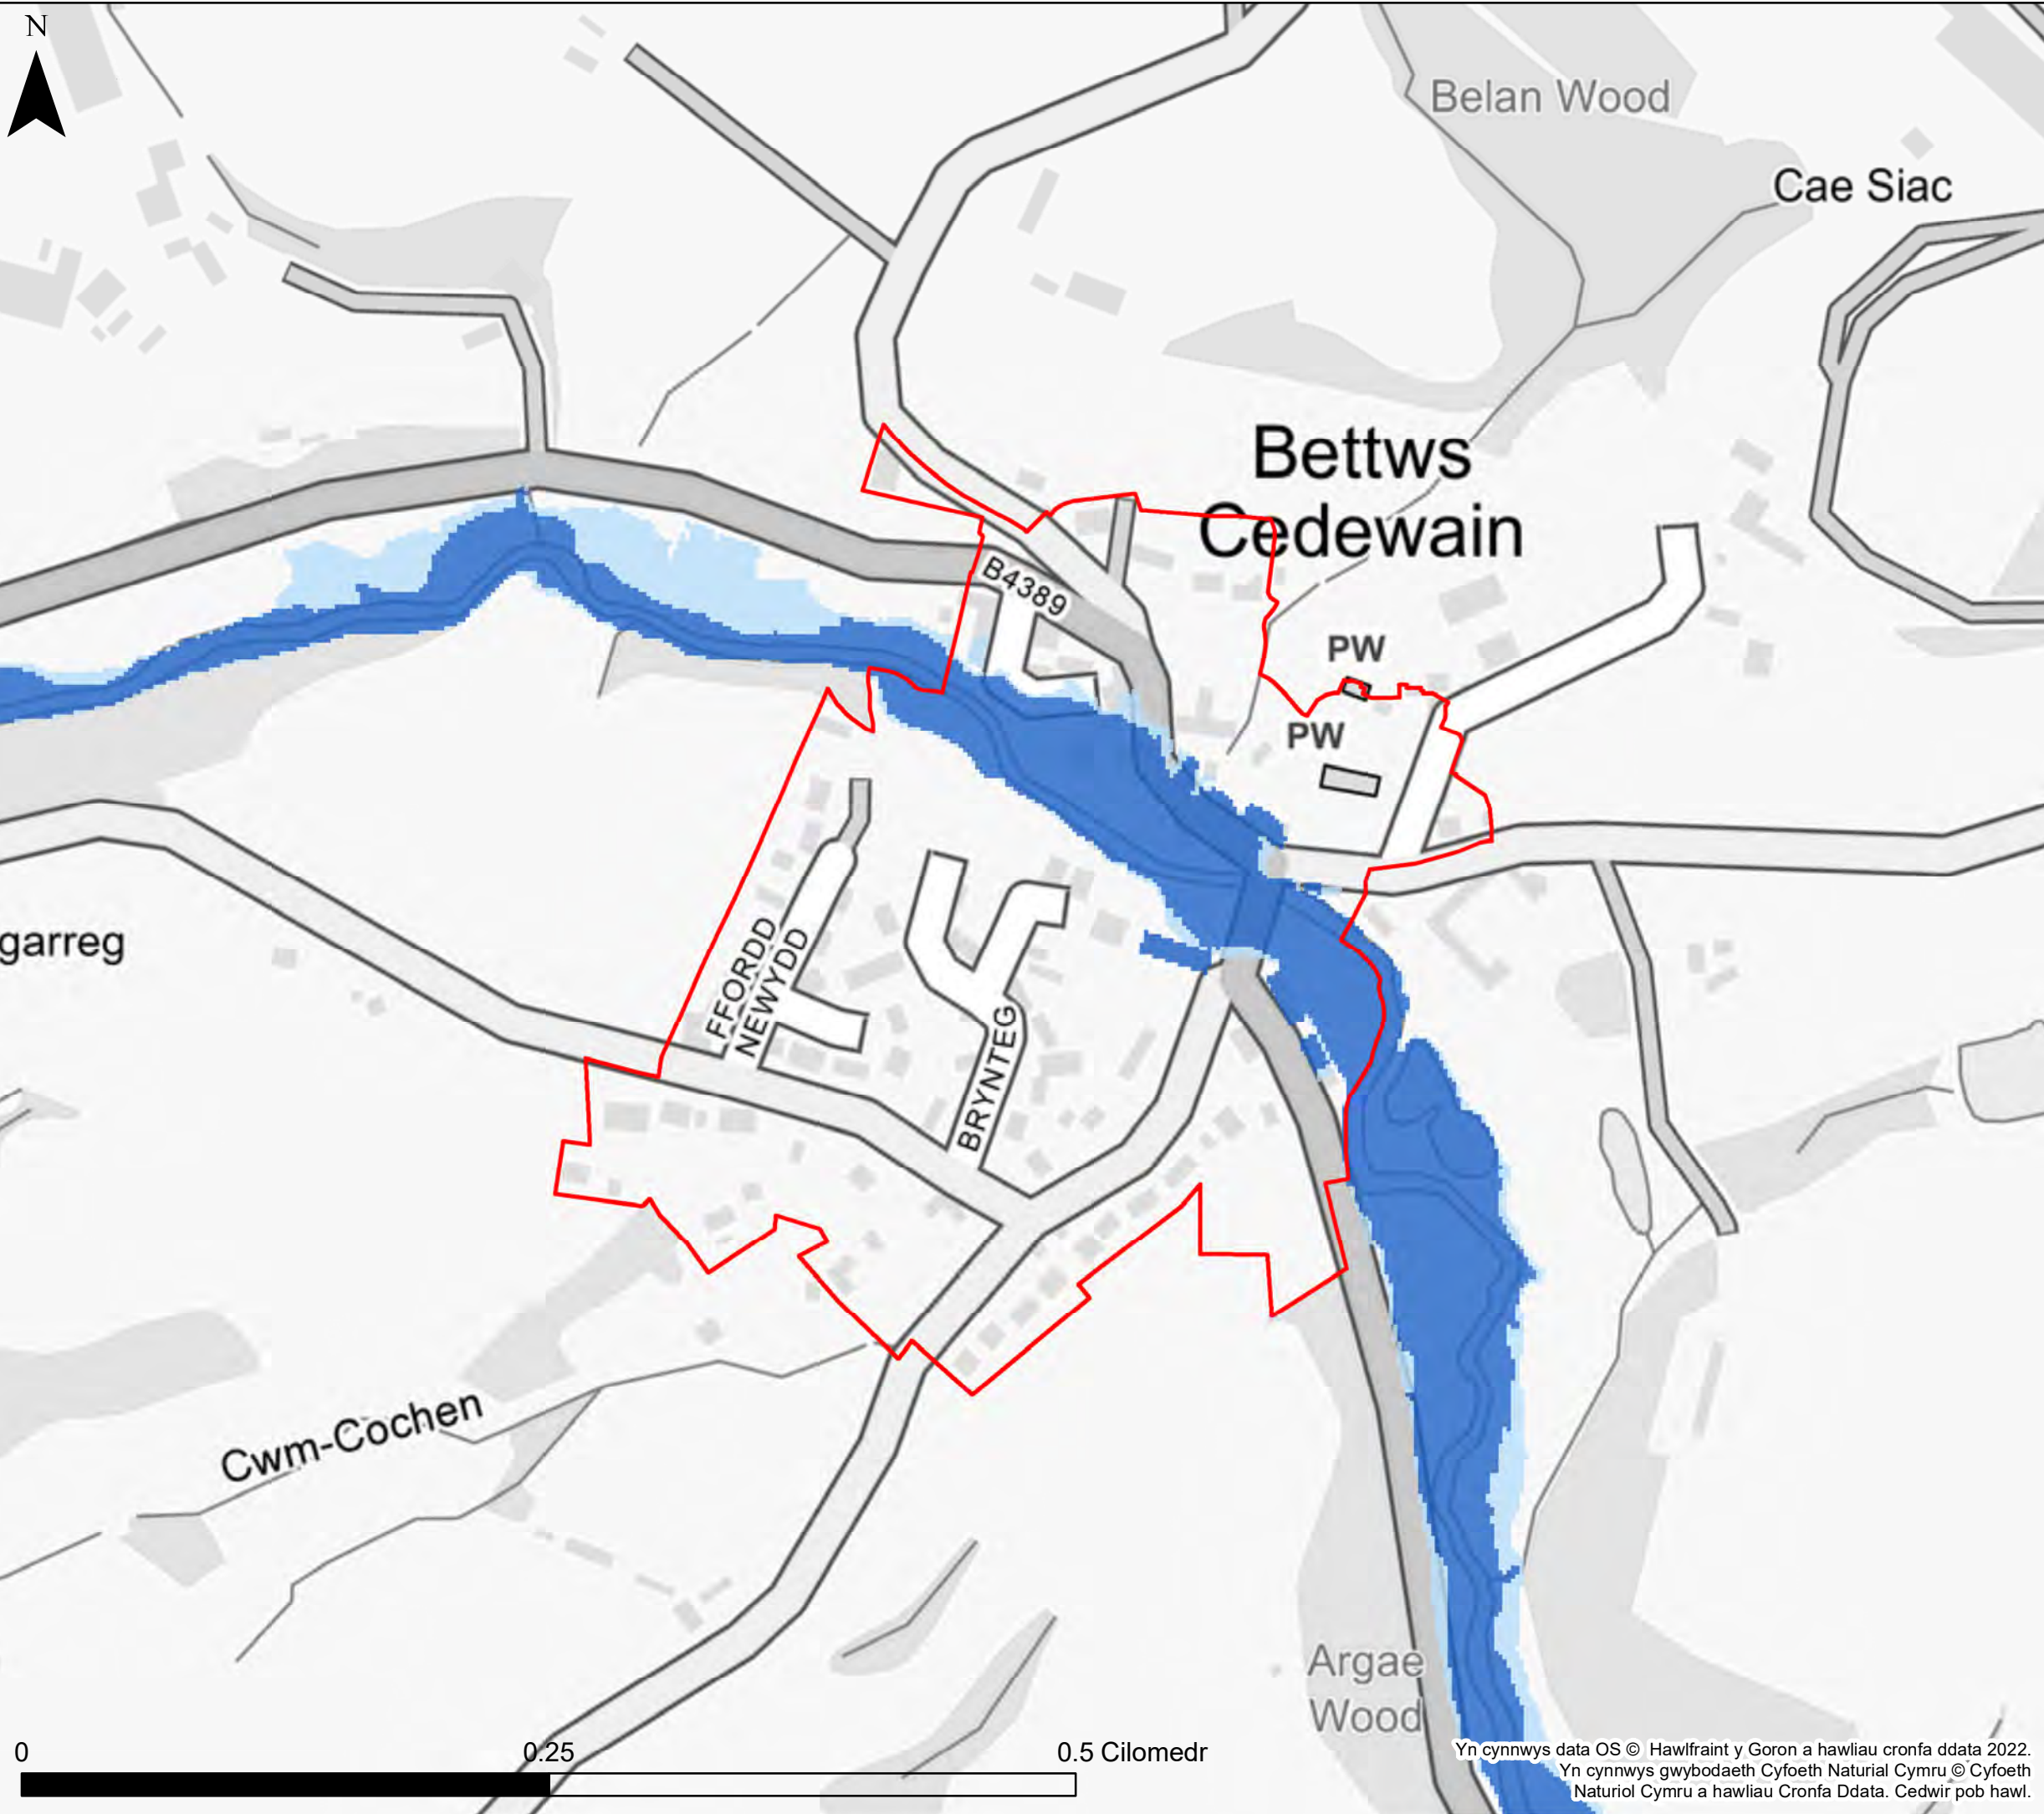 N
Belan Wood
Cae Siac
Bettws
Cedewain
B4389
PW
PW
garreg
FFORDD
NEWYDD
BRYNTEG
Cwm-Cochen
Argae
Wood
0
0.25
0.5 Cilomedr
Yn cynnwys data OS © Hawlfraint y Goron a hawliau cronfa ddata 2022.
Yn cynnwys gwybodaeth Cyfoeth Naturial Cymru © Cyfoeth
Naturiol Cymru a hawliau Cronfa Ddata. Cedwir pob hawl.